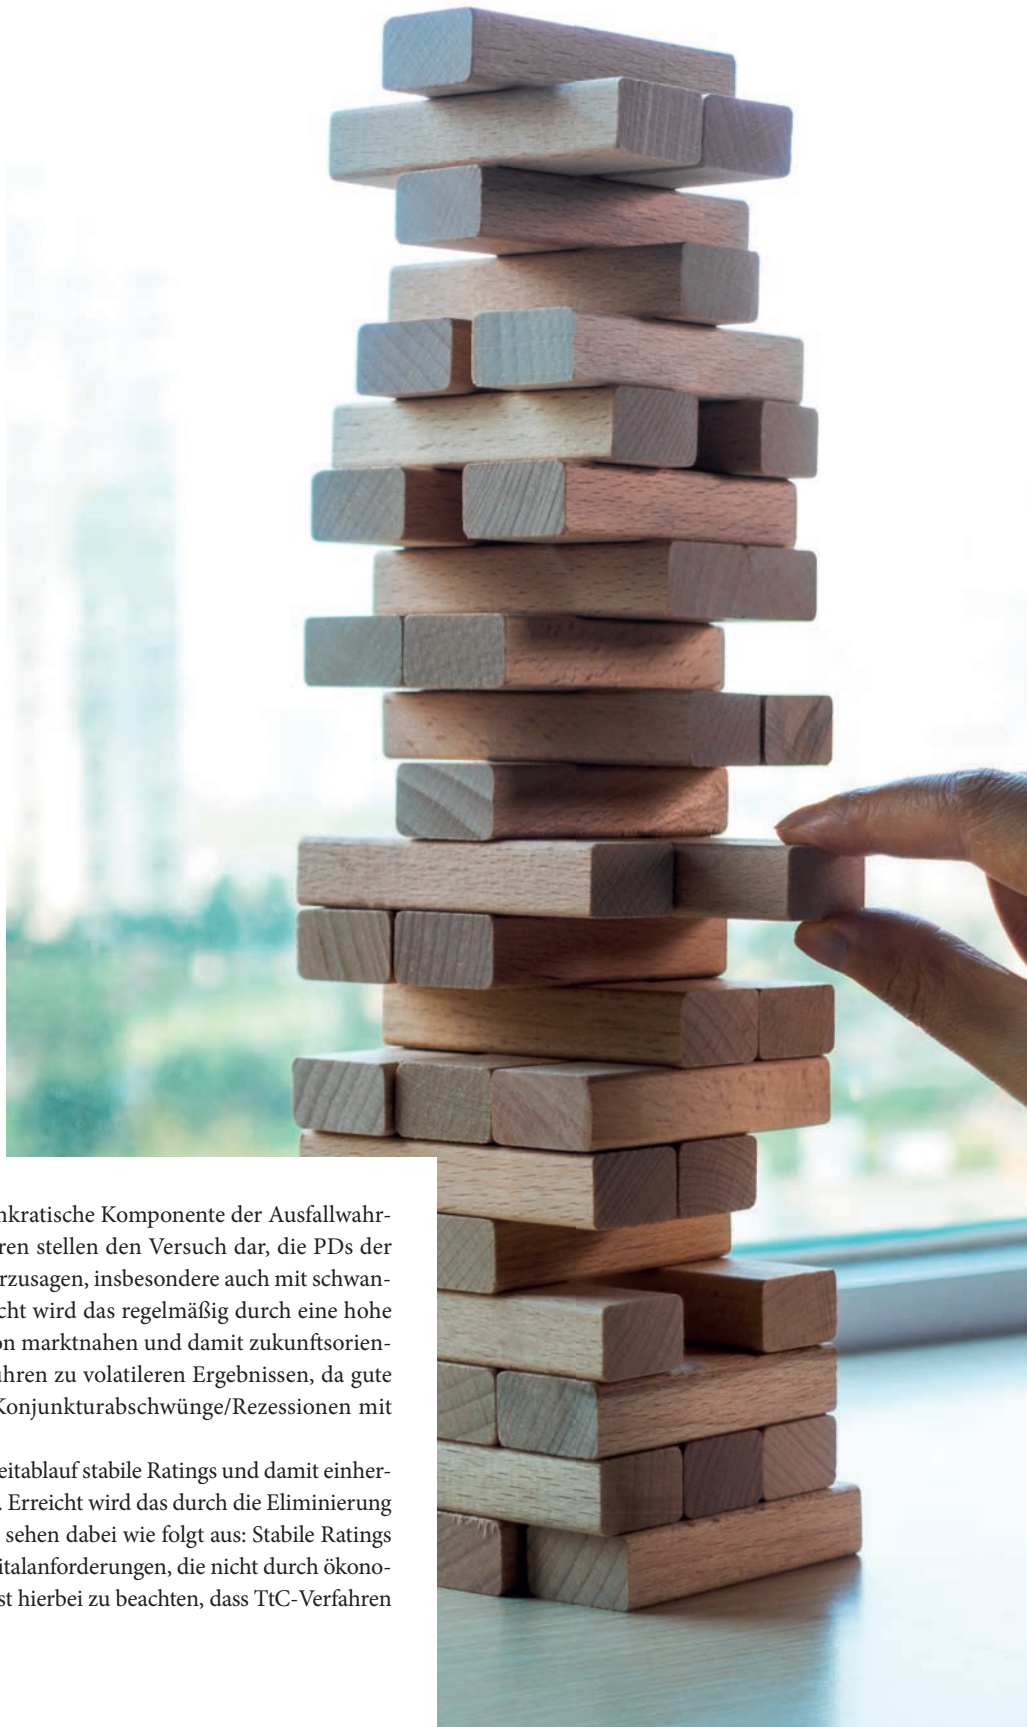 nkratische Komponente der Ausfallwahr-
ren stellen den Versuch dar, die PDs der
rzusagen, insbesondere auch mit schwan-
cht wird das regelmäßig durch eine hohe
on marktnahen und damit zukunftsorien-
ühren zu volatileren Ergebnissen, da gute
Konjunkturabschwünge/Rezessionen mit
eitablauf stabile Ratings und damit einher-
. Erreicht wird das durch die Eliminierung
sehen dabei wie folgt aus: Stabile Ratings
italanforderungen, die nicht durch ökono-
st hierbei zu beachten, dass TtC-Verfahren